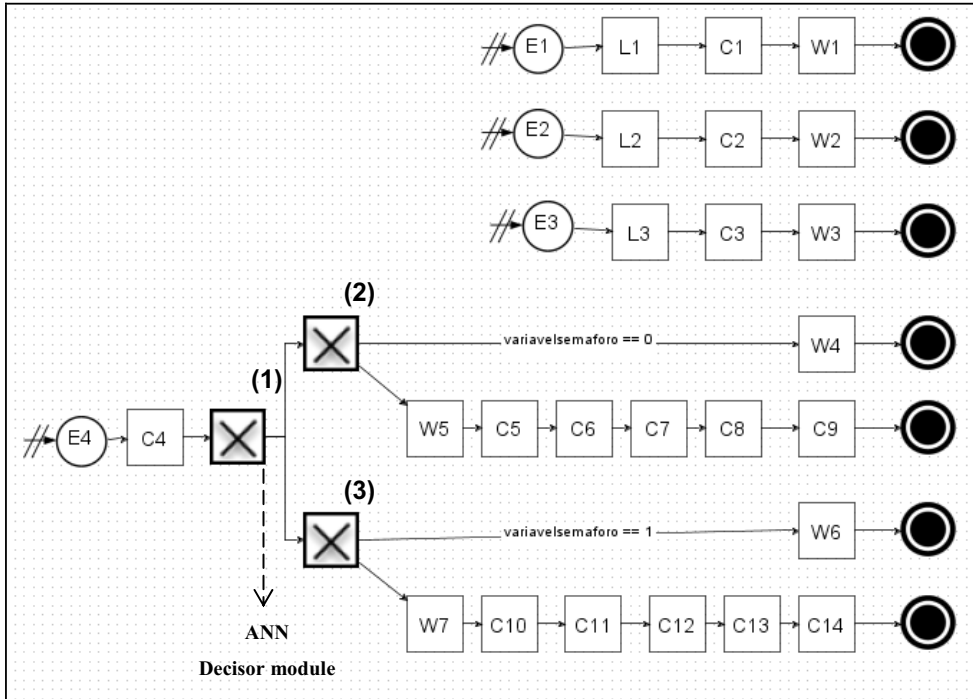 E1 L1 C1 W1
E2 L2 C2 W2
E3 L3 C3 W3
(2)
variavelsemaforo == 0 W4
(1)
E4 C4
W5 C5 C6 C7 C8 C9
(3)
variavelsemaforo == 1 W6
W7 C10 C11 C12 C13 C14
ANN
Decisor module